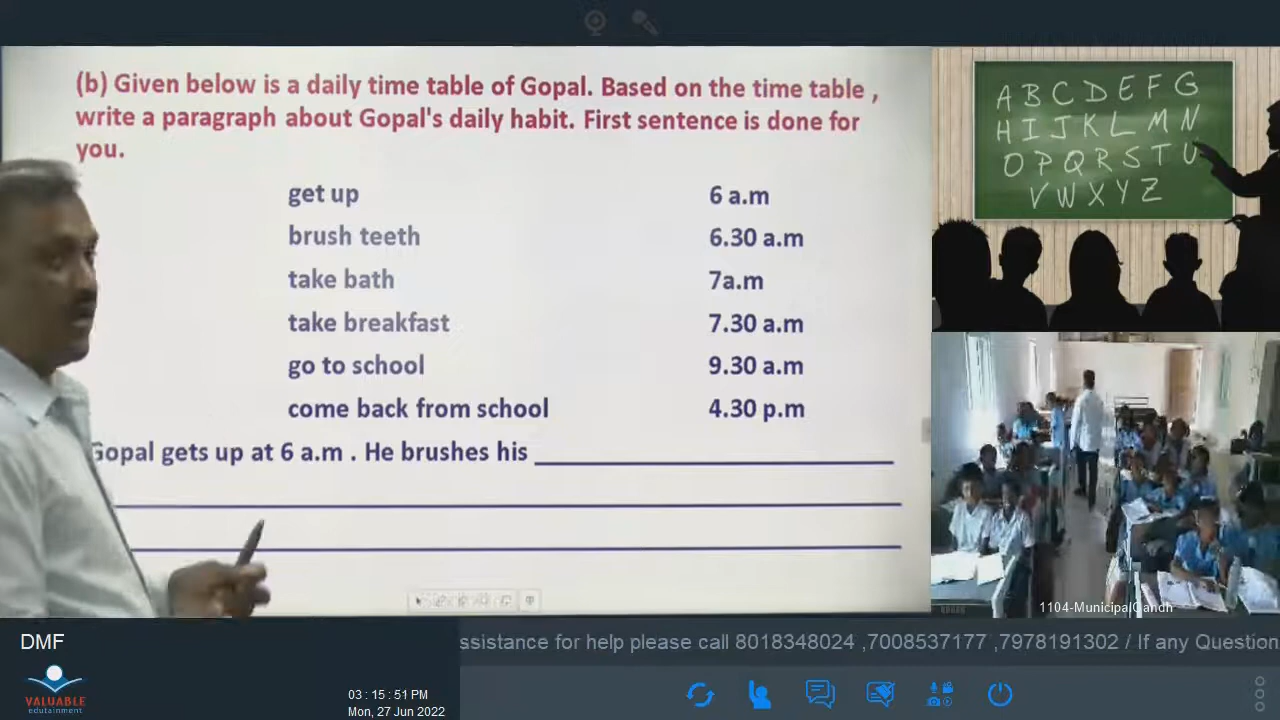 (b) Given below is a daily time table of Gopal. Based on the time table ,
write a paragraph about Gopal's daily habit. First sentence is done for
you.
get up 6 a.m
brush teeth 6.30 a.m
take bath 7a.m
take breakfast 7.30 a.m
go to school 9.30 a.m
come back from school 4.30 p.m
Gopal gets up at 6 a.m . He brushes his
A B C D E F G
H I J K L M N
O P Q R S T U
V W X Y Z
1104-MunicipalGandh
DMF
ssistance for help please call 8018348024 ,7008537177 ,7978191302 / If any Question
VALUABLE
edutainment
03 : 15 : 51 PM
Mon, 27 Jun 2022